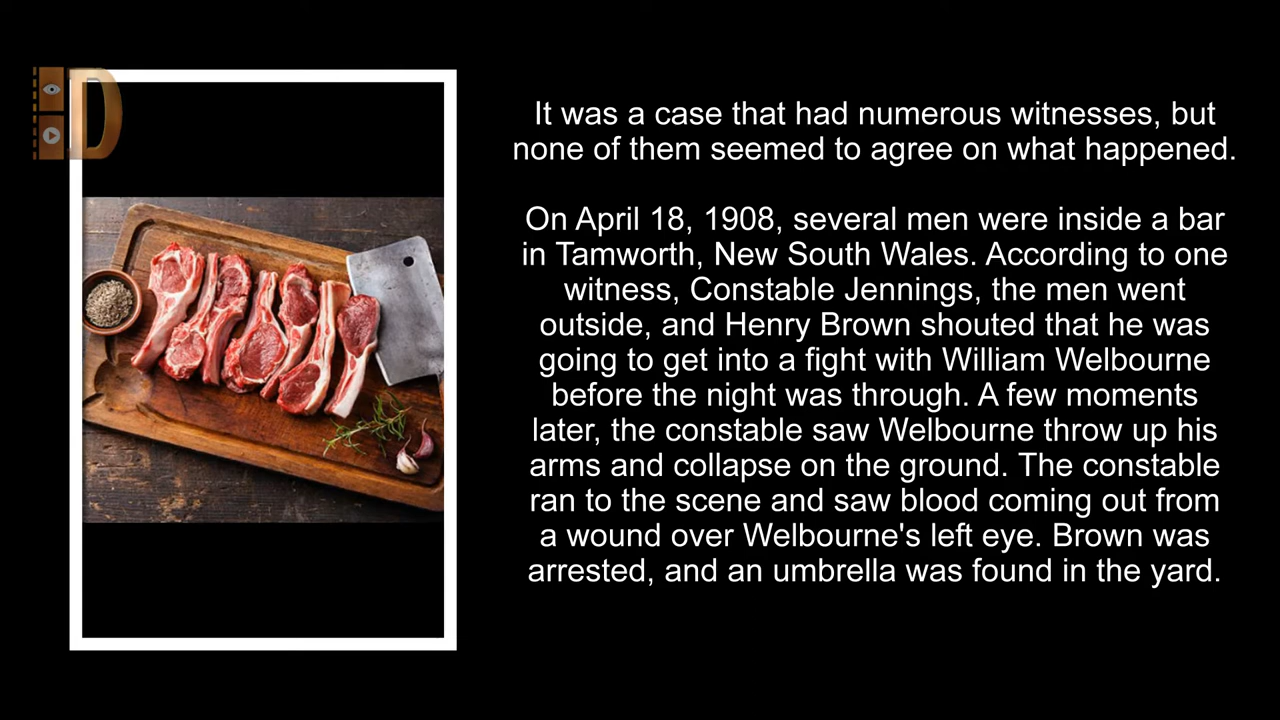 D
It was a case that had numerous witnesses, but
none of them seemed to agree on what happened.
On April 18, 1908, several men were inside a bar
in Tamworth, New South Wales. According to one
witness, Constable Jennings, the men went
outside, and Henry Brown shouted that he was
going to get into a fight with William Welbourne
before the night was through. A few moments
later, the constable saw Welbourne throw up his
arms and collapse on the ground. The constable
ran to the scene and saw blood coming out from
a wound over Welbourne's left eye. Brown was
arrested, and an umbrella was found in the yard.